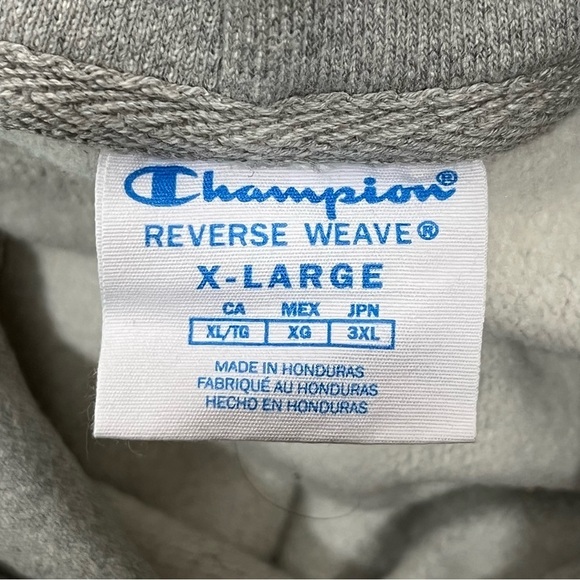 Champion®
REVERSE WEAVE®
X-LARGE
CA MEX JPN
XL/TG XG 3XL
MADE IN HONDURAS
FABRIQUÉ AU HONDURAS
HECHO EN HONDURAS